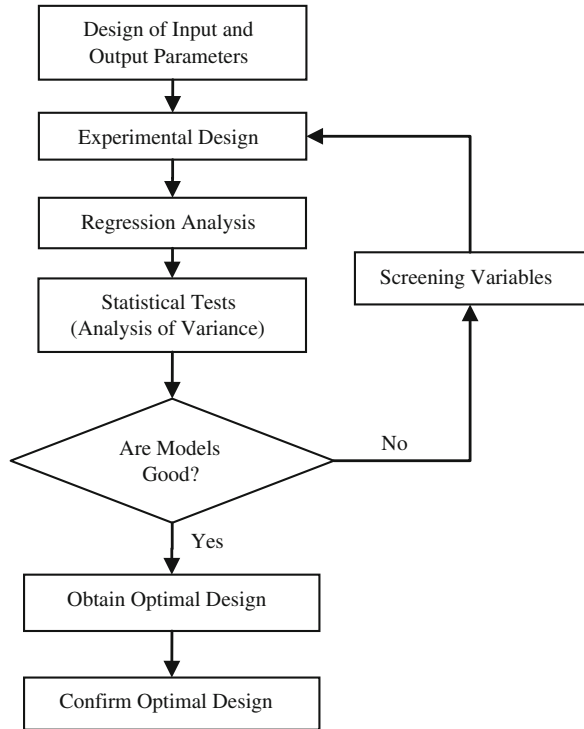 Design of Input and
Output Parameters
Experimental Design
Regression Analysis
Screening Variables
Statistical Tests
(Analysis of Variance)
Are Models
Good?
No
Yes
Obtain Optimal Design
Confirm Optimal Design